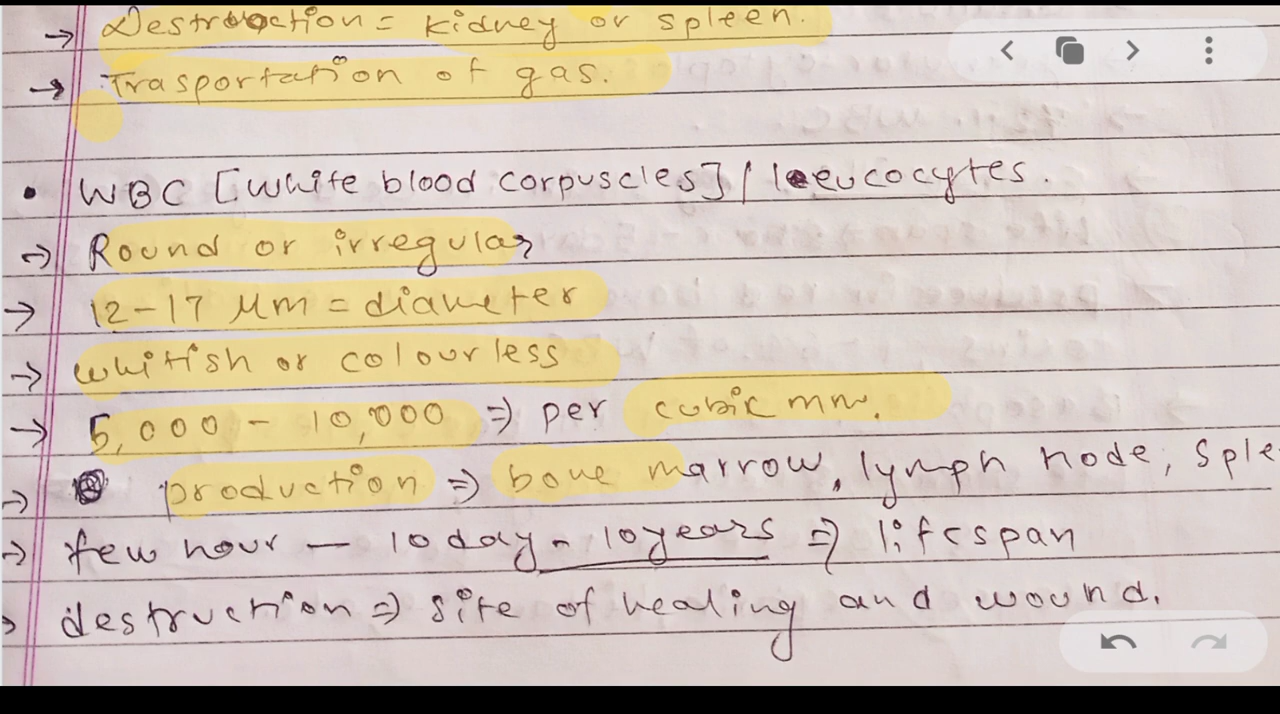 → Destruction = kidney or spleen.
→ Trasportation of gas.
• WBC [White blood corpuscles] / leucocytes.
→ Round or irregular
→ 12-17 μm = diameter
→ whitish or colourless
→ 5,000 - 10,000 ⇒ per cubic mm.
→ production ⇒ bone marrow, lymph node, sple
→ few hour — 10 day - 10 years ⇒ lifespan
→ destruction ⇒ site of healing and wound.